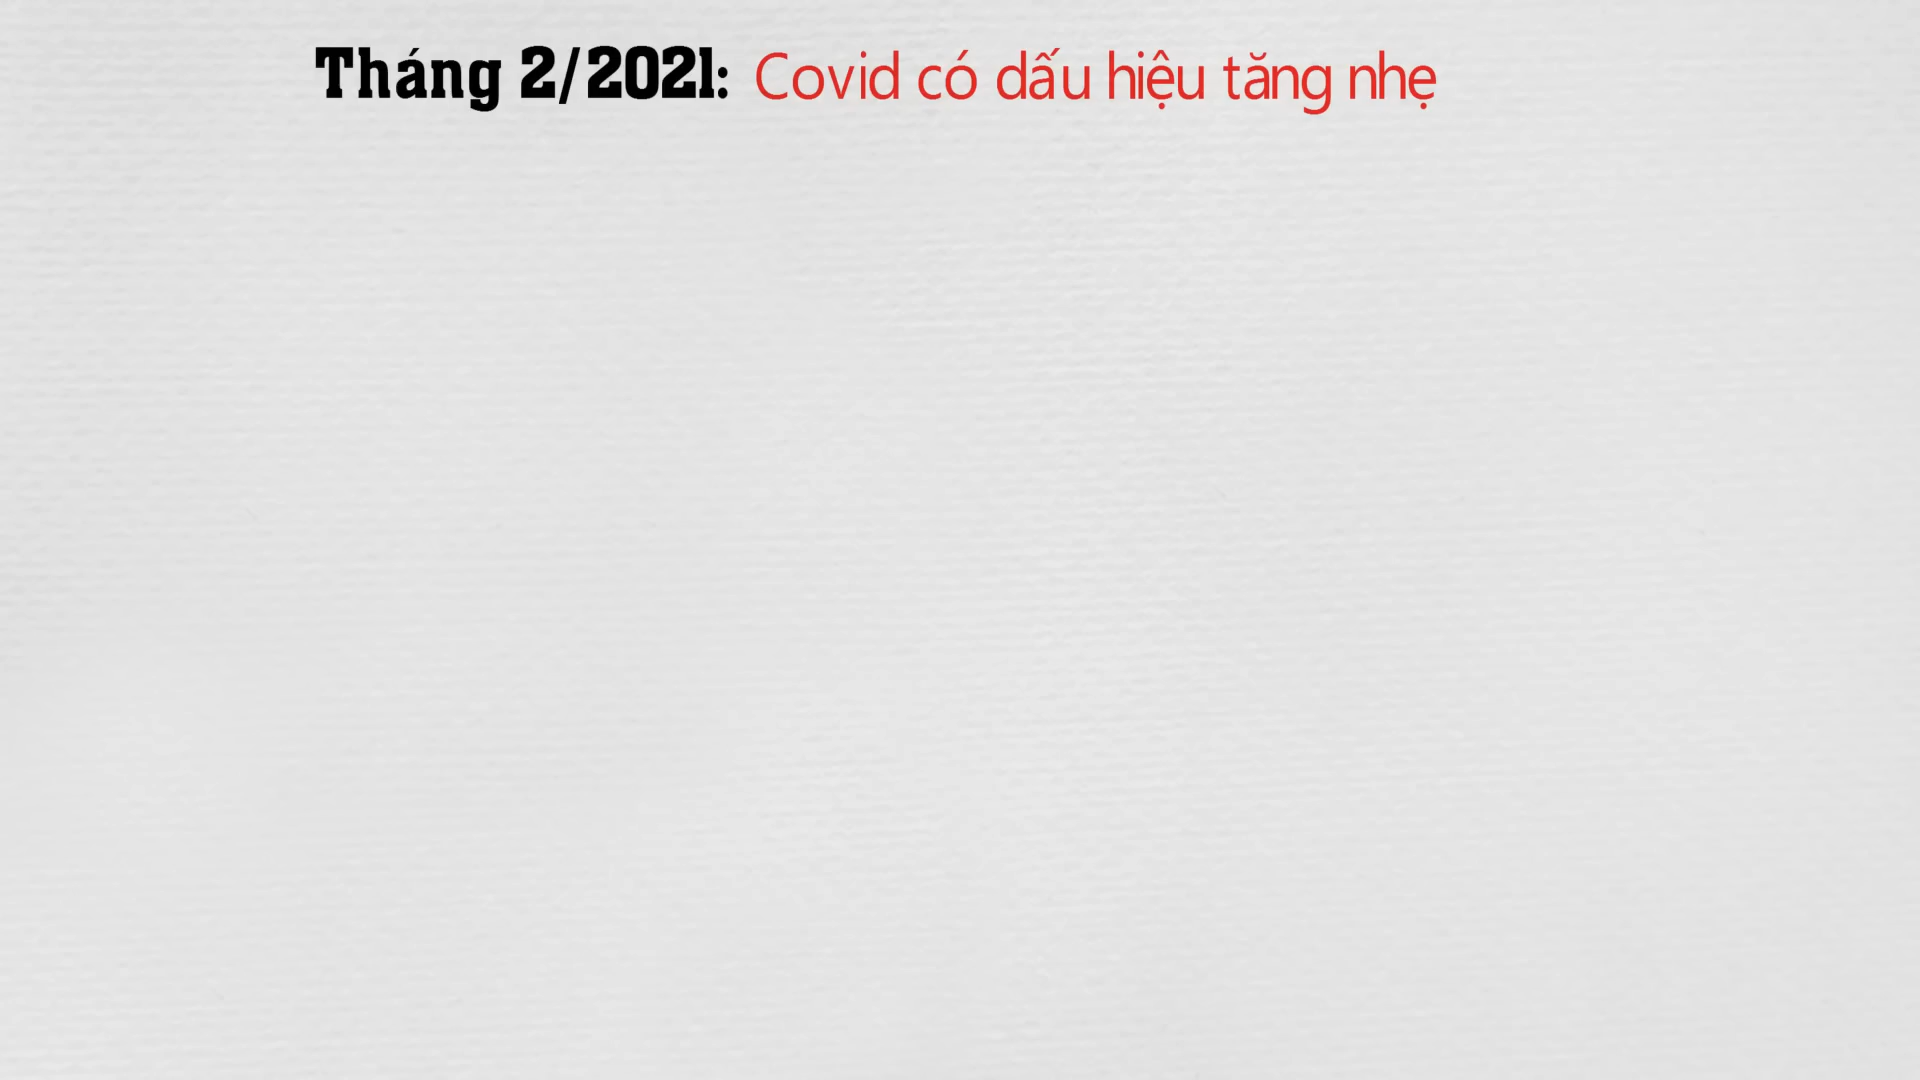 Tháng 2/2021: Covid có dấu hiệu tăng nhẹ